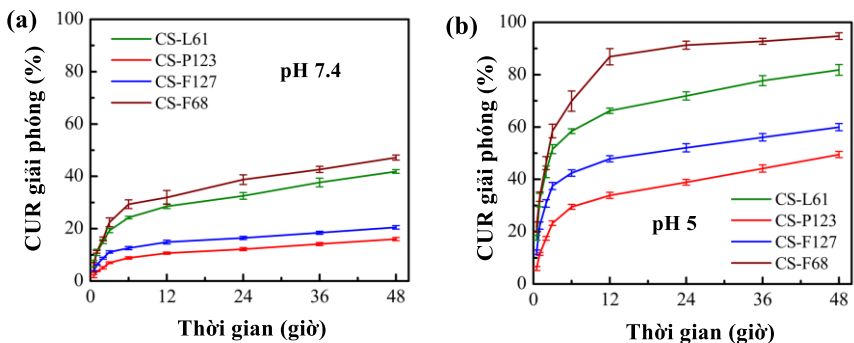 (a)
100
80
60
40
20
0
CUR giải phóng (%)
CS-L61
CS-P123
CS-F127
CS-F68
pH 7.4
0 12 24 36 48
Thời gian (giờ)
(b)
100
80
60
40
20
0
CUR giải phóng (%)
CS-L61
CS-P123
CS-F127
CS-F68
pH 5
0 12 24 36 48
Thời gian (giờ)